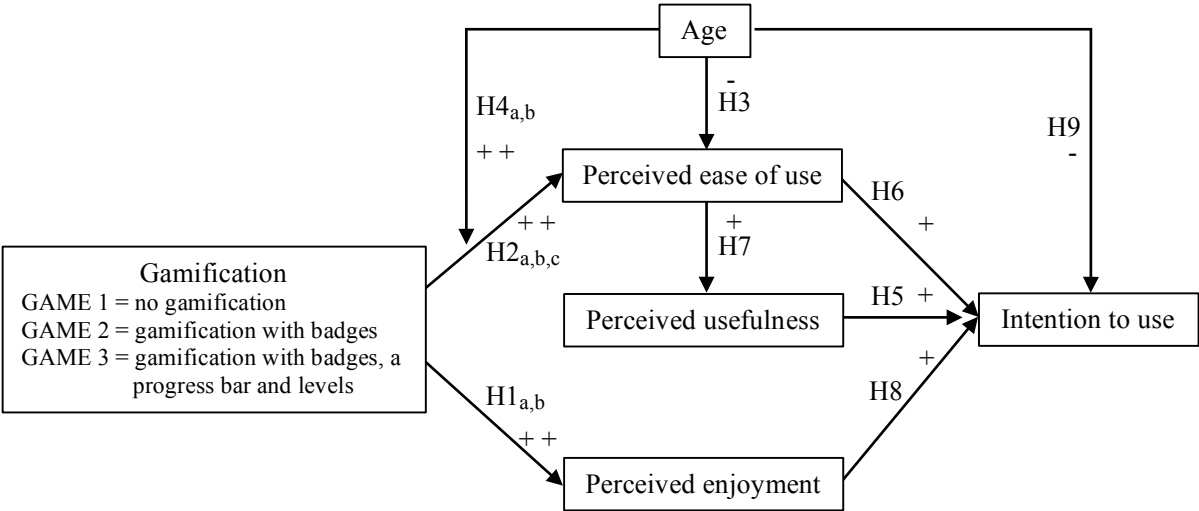 Age
H4a,b
+ +
-
H3
H9
-
Perceived ease of use
H6
+
+ +
H2a,b,c
+
H7
Gamification
GAME 1 = no gamification
GAME 2 = gamification with badges
GAME 3 = gamification with badges, a
progress bar and levels
Perceived usefulness
H5
+
Intention to use
H1a,b
+ +
+
H8
Perceived enjoyment